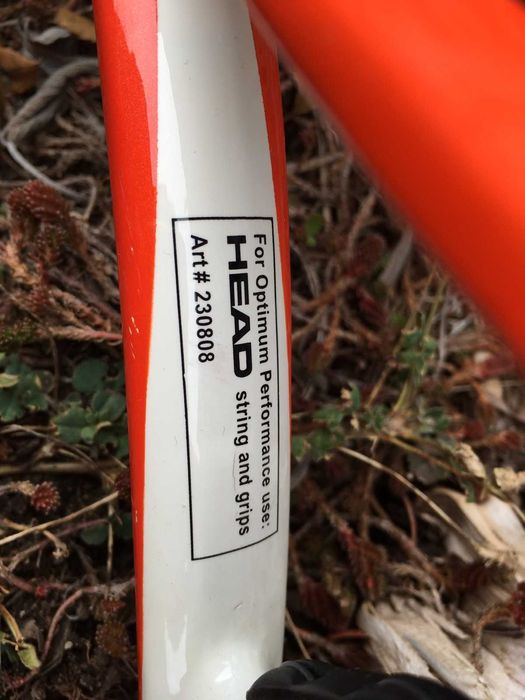 For Optimum Performance use:
HEAD string and grips
Art# 230808